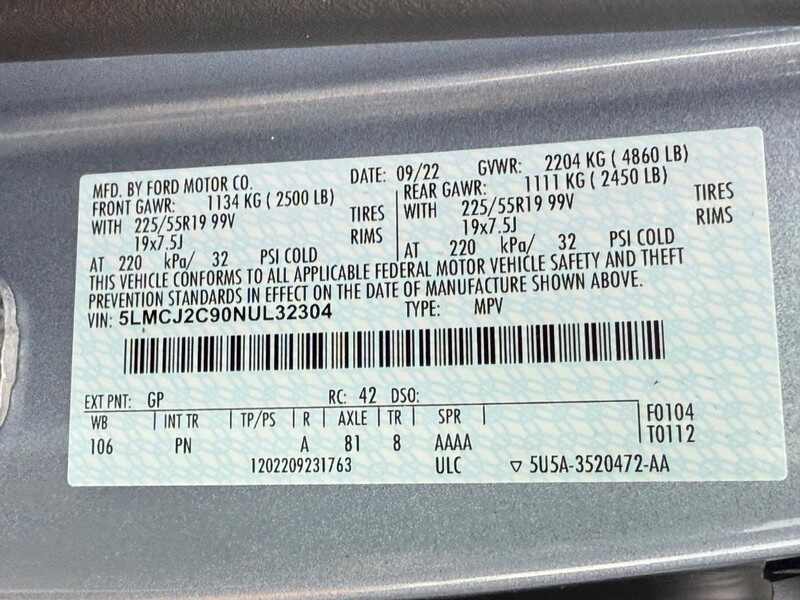 MFD. BY FORD MOTOR CO.
DATE: 09/22 GVWR: 2204 KG ( 4860 LB)
FRONT GAWR: 1134 KG ( 2500 LB) REAR GAWR: 1111 KG ( 2450 LB)
WITH 225/55R19 99V TIRES WITH 225/55R19 99V TIRES
19x7.5J RIMS 19x7.5J RIMS
AT 220 kPa/ 32 PSI COLD AT 220 kPa/ 32 PSI COLD
THIS VEHICLE CONFORMS TO ALL APPLICABLE FEDERAL MOTOR VEHICLE SAFETY AND THEFT
PREVENTION STANDARDS IN EFFECT ON THE DATE OF MANUFACTURE SHOWN ABOVE.
VIN: 5LMCJ2C90NUL32304 TYPE: MPV
EXT PNT: GP RC: 42 DSO:
WB INT TR TP/PS R AXLE TR SPR F0104
106 PN A 81 8 AAAA T0112
1202209231763 ULC ▽ 5U5A-3520472-AA